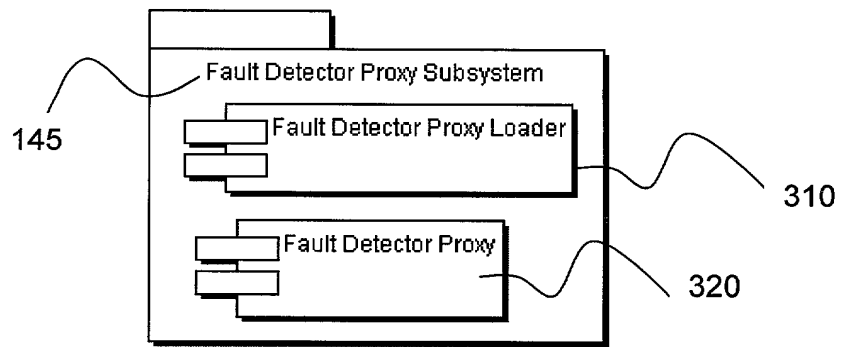 Fault Detector Proxy Subsystem
145
Fault Detector Proxy Loader
310
Fault Detector Proxy
320